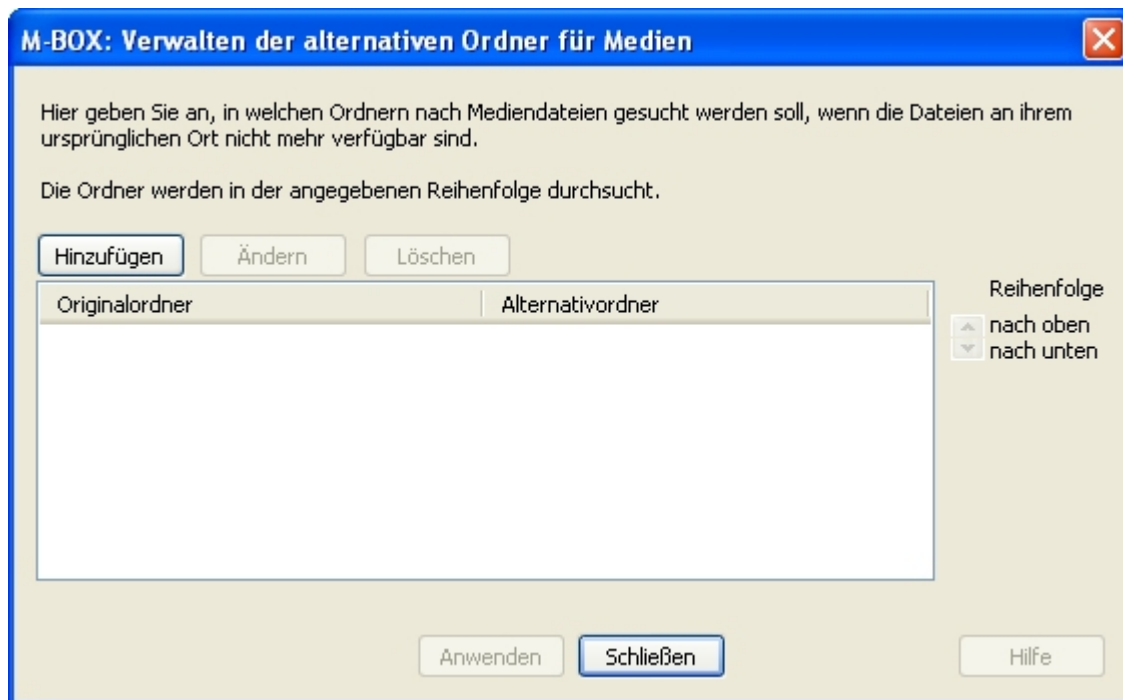 M-BOX: Verwalten der alternativen Ordner für Medien
Hier geben Sie an, in welchen Ordnern nach Mediendateien gesucht werden soll, wenn die Dateien an ihrem
ursprünglichen Ort nicht mehr verfügbar sind.
Die Ordner werden in der angegebenen Reihenfolge durchsucht.
Hinzufügen Ändern Löschen
Originalordner Alternativordner
Reihenfolge
nach oben
nach unten
Anwenden Schließen Hilfe